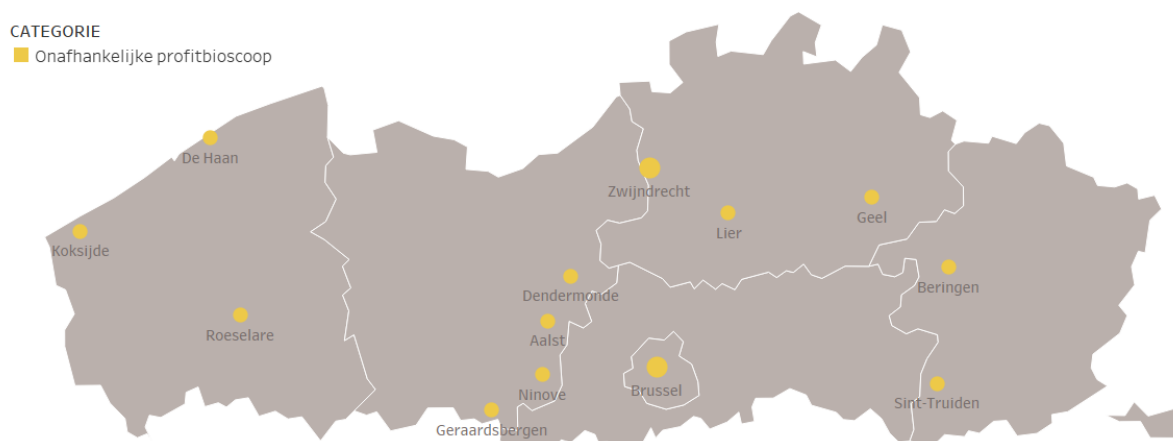 CATEGORIE
Onafhankelijke profitbioscoop
De Haan
Zwijndrecht
Geel
Lier
Koksijde
Beringen
Dendermonde
Roeselare
Aalst
Brussel
Ninove
Sint-Truiden
Geraardsbergen